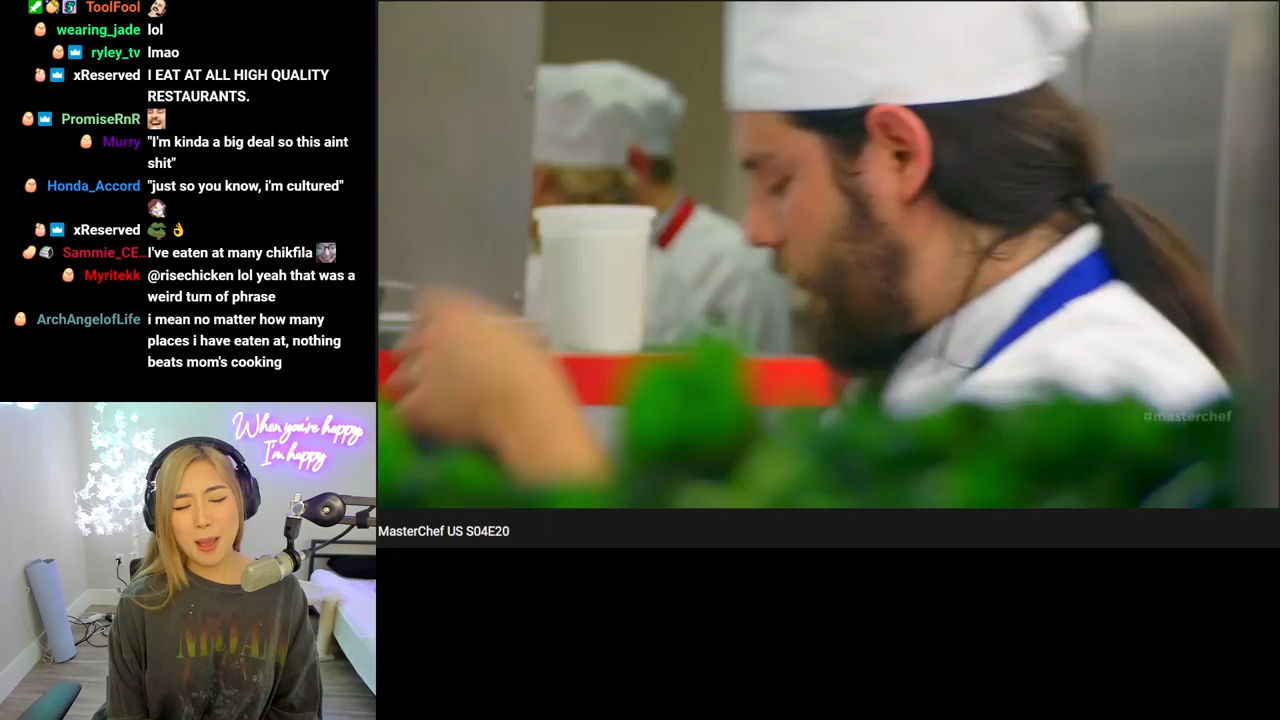 ToolFool
wearing_jade lol
ryley_tv lmao
xReserved I EAT AT ALL HIGH QUALITY
RESTAURANTS.
PromiseRnR
Murry "I'm kinda a big deal so this aint
shit"
Honda_Accord "just so you know, i'm cultured"
xReserved
Sammie_CE... I've eaten at many chikfila
Myritekk @risechicken lol yeah that was a
weird turn of phrase
ArchAngelofLife i mean no matter how many
places i have eaten at, nothing
beats mom's cooking
#masterchef
When you're happy
I'm happy
NIRVANA
MasterChef US S04E20